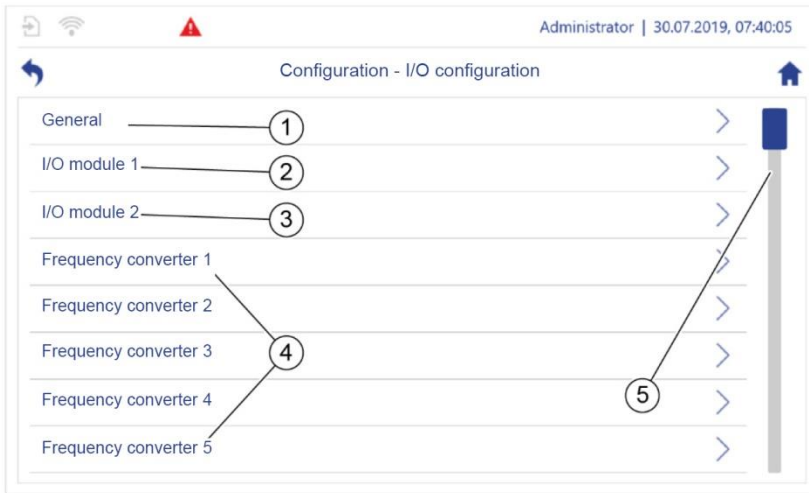 Administrator | 30.07.2019, 07:40:05
Configuration - I/O configuration
General
1
I/O module 1
2
I/O module 2
3
Frequency converter 1
Frequency converter 2
Frequency converter 3
4
Frequency converter 4
5
Frequency converter 5